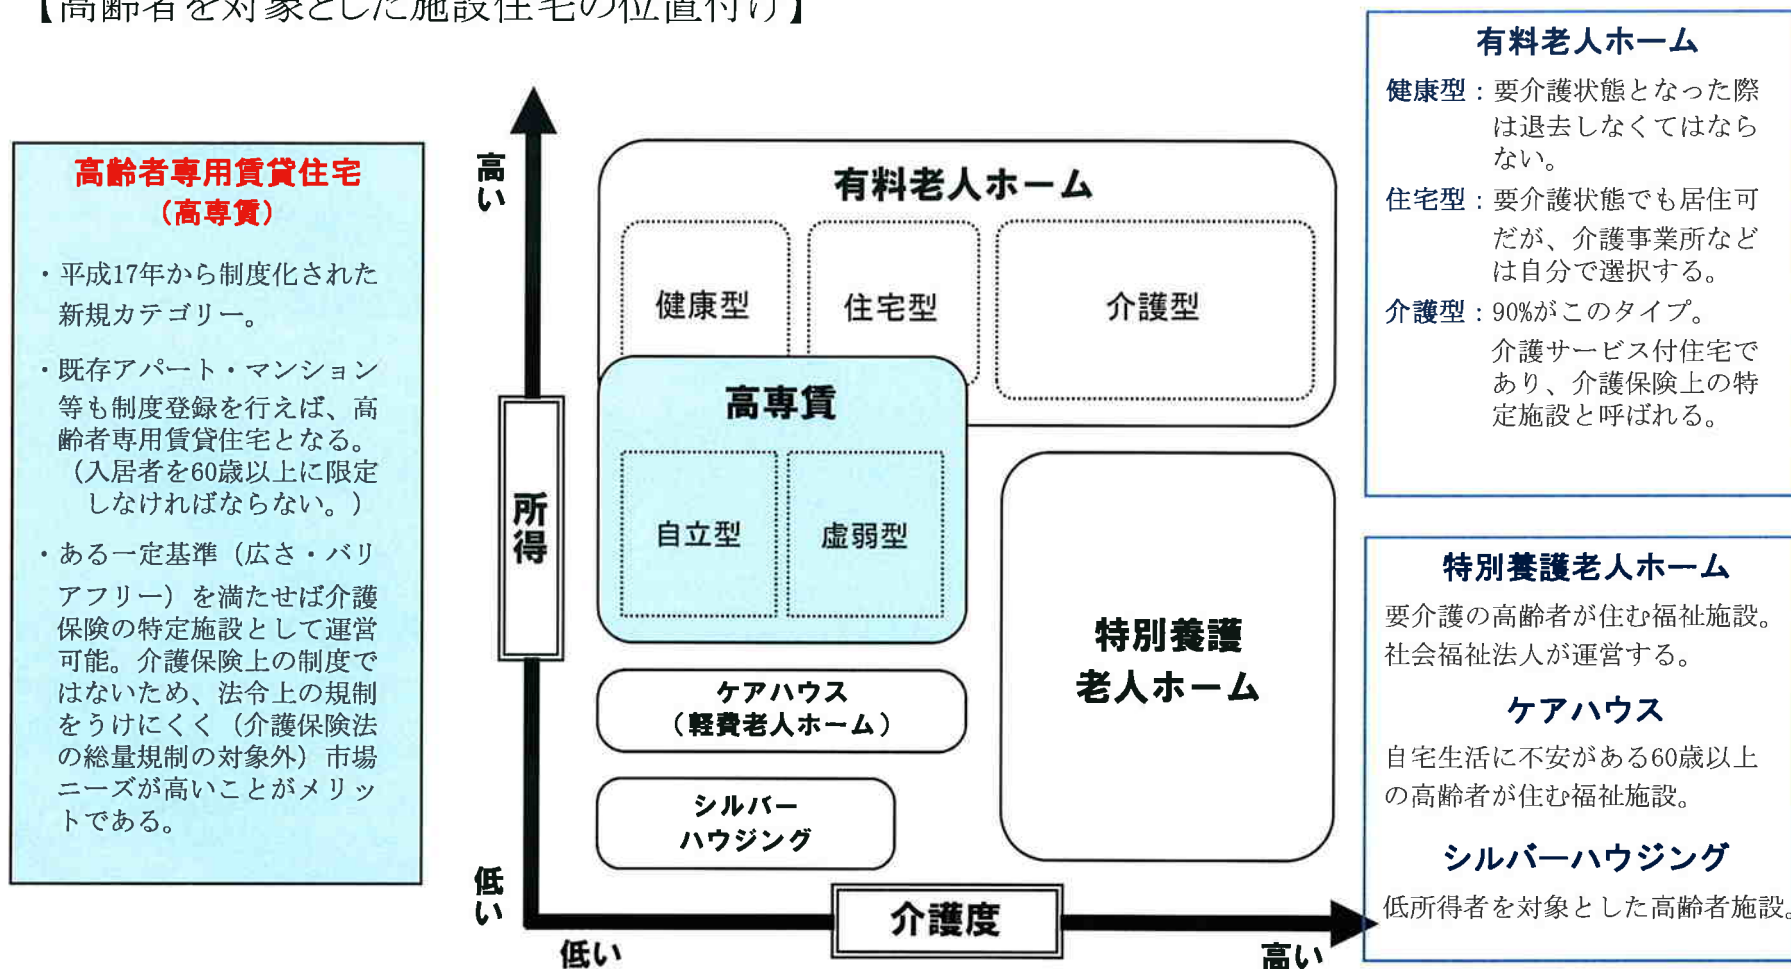 【高齢者を対象とした施設住宅の位置付け】
高齢者専用賃貸住宅
（高専賃）
・平成17年から制度化された
新規カテゴリー。
・既存アパート・マンション
等も制度登録を行えば、高
齢者専用賃貸住宅となる。
（入居者を60歳以上に限定
しなければならない。）
・ある一定基準（広さ・バリ
アフリー）を満たせば介護
保険の特定施設として運営
可能。介護保険上の制度で
はないため、法令上の規制
をうけにくく（介護保険法
の総量規制の対象外）市場
ニーズが高いことがメリッ
トである。
高い
所得
低い
有料老人ホーム
健康型
住宅型
介護型
高専賃
自立型
虚弱型
ケアハウス
（軽費老人ホーム）
シルバー
ハウジング
特別養護
老人ホーム
低い
介護度
高い
有料老人ホーム
健康型：要介護状態となった際
は退去しなくてはなら
ない。
住宅型：要介護状態でも居住可
だが、介護事業所など
は自分で選択する。
介護型：90%がこのタイプ。
介護サービス付住宅で
あり、介護保険上の特
定施設と呼ばれる。
特別養護老人ホーム
要介護の高齢者が住む福祉施設。
社会福祉法人が運営する。
ケアハウス
自宅生活に不安がある60歳以上
の高齢者が住む福祉施設。
シルバーハウジング
低所得者を対象とした高齢者施設。